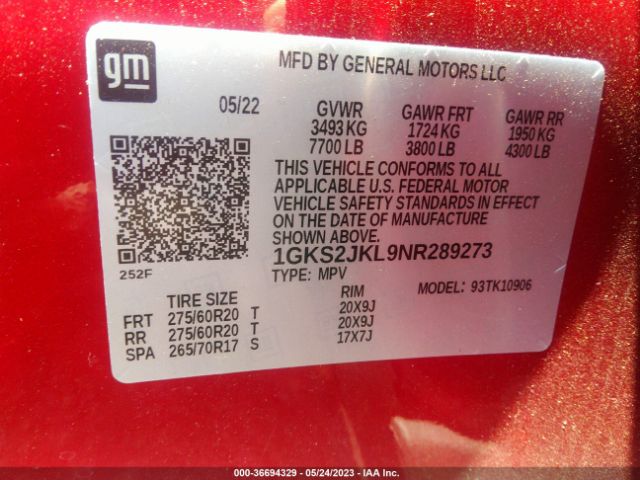 gm
MFD BY GENERAL MOTORS LLC
05/22
GVWR GAWR FRT GAWR RR
3493 KG 1724 KG 1950 KG
7700 LB 3800 LB 4300 LB
THIS VEHICLE CONFORMS TO ALL
APPLICABLE U.S. FEDERAL MOTOR
VEHICLE SAFETY STANDARDS IN EFFECT
ON THE DATE OF MANUFACTURE
SHOWN ABOVE.
1GKS2JKL9NR289273
252F
TYPE: MPV MODEL: 93TK10906
TIRE SIZE RIM
FRT 275/60R20 T 20X9J
RR 275/60R20 T 20X9J
SPA 265/70R17 S 17X7J
000-36694329 - 05/24/2023 - IAA Inc.